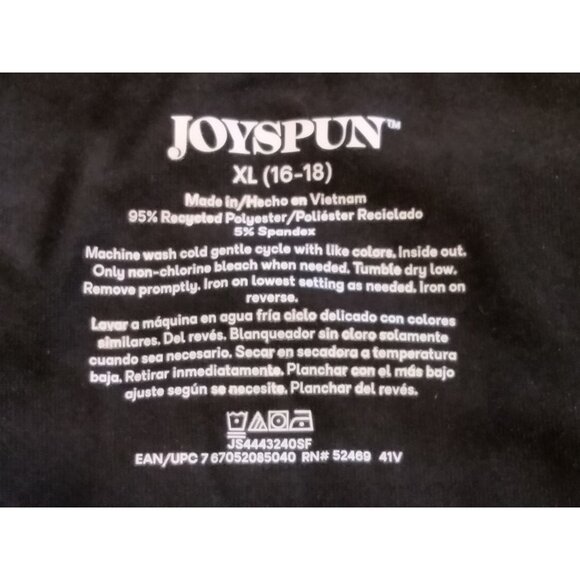 JOYSPUN™
XL (16-18)
Made in/Hecho en Vietnam
95% Recycled Polyester/Poliéster Reciclado
5% Spandex
Machine wash cold gentle cycle with like colors. Inside out.
Only non-chlorine bleach when needed. Tumble dry low.
Remove promptly. Iron on lowest setting as needed. Iron on
reverse.
Lavar a máquina en agua fría ciclo delicado con colores
similares. Del revés. Blanqueador sin cloro solamente
cuando sea necesario. Secar en secadora a temperatura
baja. Retirar inmediatamente. Planchar con el más bajo
ajuste según se necesite. Planchar del revés.
JS4443240SF
EAN/UPC 7 67052085040 RN# 52469 41V